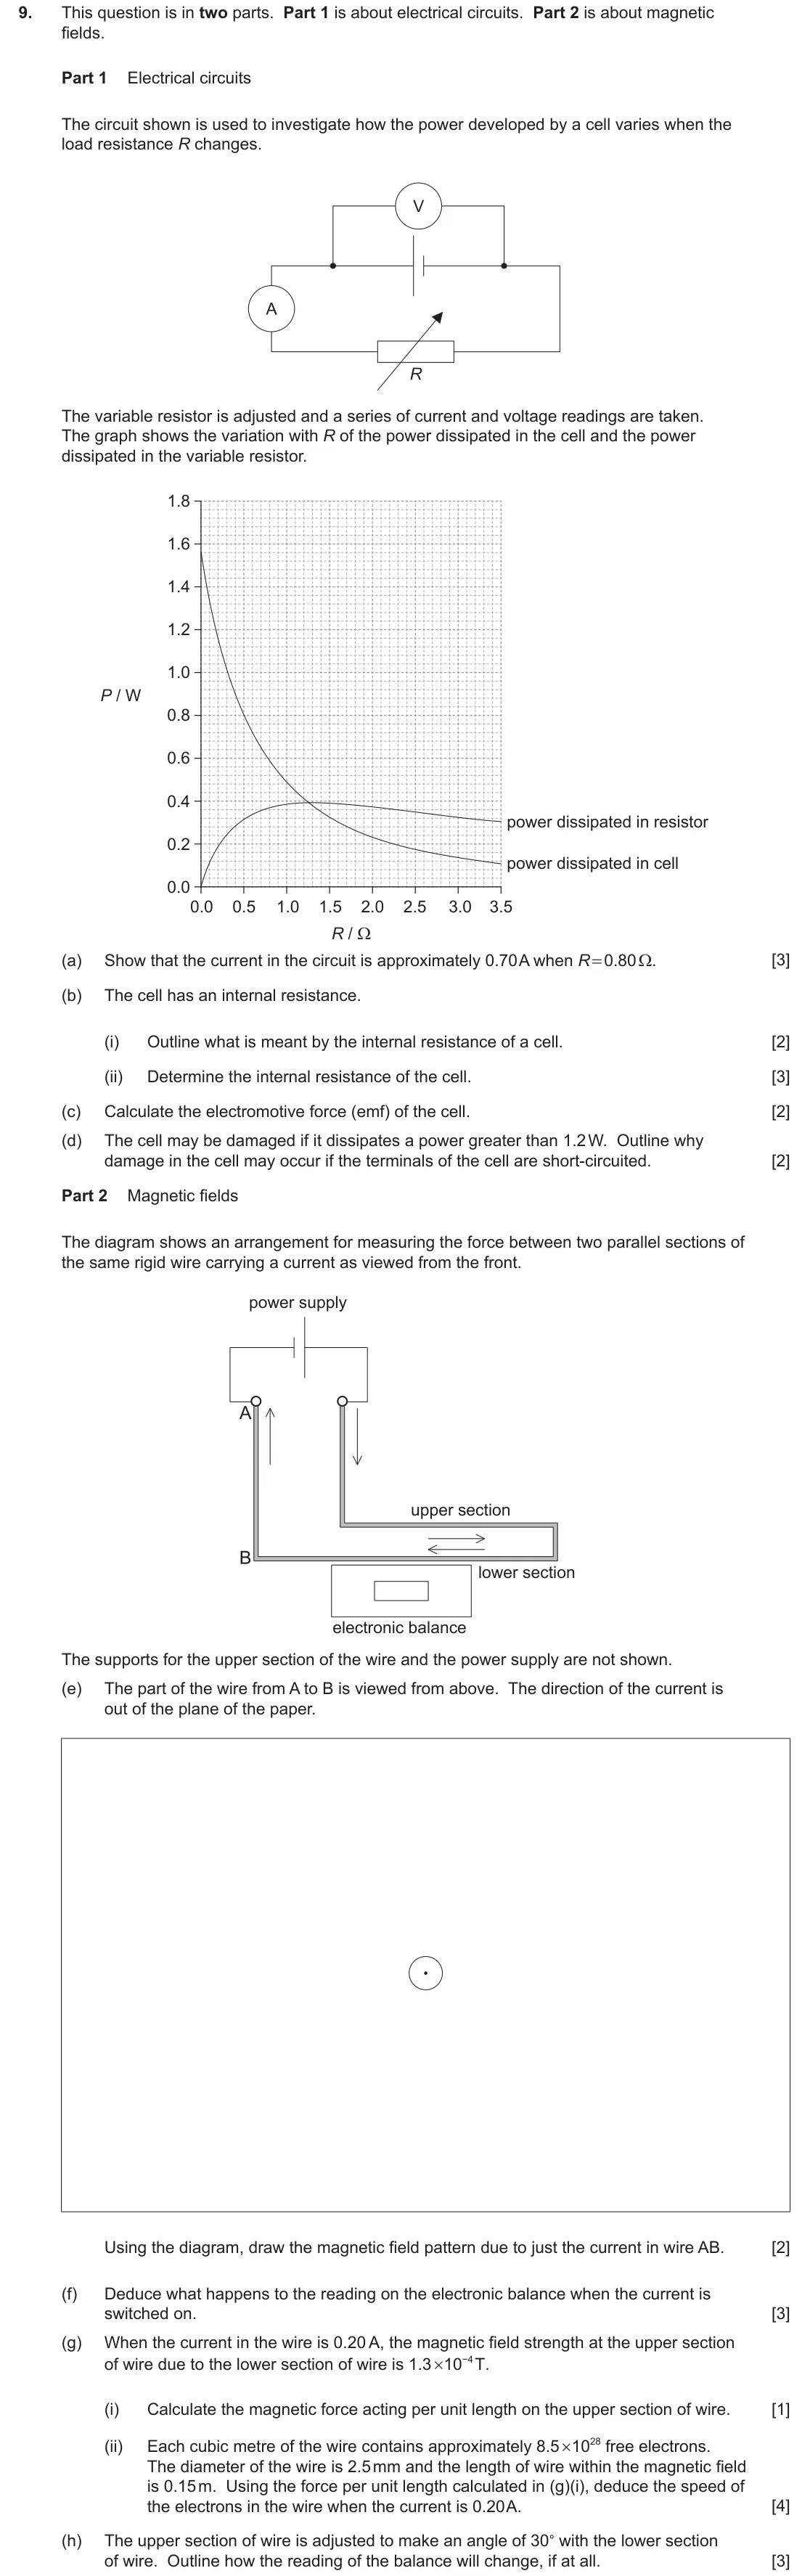 9. This question is in two parts. Part 1 is about electrical circuits. Part 2 is about magnetic
fields.
Part 1 Electrical circuits
The circuit shown is used to investigate how the power developed by a cell varies when the
load resistance R changes.
V
A
R
The variable resistor is adjusted and a series of current and voltage readings are taken.
The graph shows the variation with R of the power dissipated in the cell and the power
dissipated in the variable resistor.
1.8
1.6
1.4
1.2
1.0
P / W
0.8
0.6
0.4
power dissipated in resistor
0.2
power dissipated in cell
0.0
0.0 0.5 1.0 1.5 2.0 2.5 3.0 3.5
R / Ω
(a) Show that the current in the circuit is approximately 0.70A when R=0.80Ω. [3]
(b) The cell has an internal resistance.
(i) Outline what is meant by the internal resistance of a cell. [2]
(ii) Determine the internal resistance of the cell. [3]
(c) Calculate the electromotive force (emf) of the cell. [2]
(d) The cell may be damaged if it dissipates a power greater than 1.2W. Outline why
damage in the cell may occur if the terminals of the cell are short-circuited. [2]
Part 2 Magnetic fields
The diagram shows an arrangement for measuring the force between two parallel sections of
the same rigid wire carrying a current as viewed from the front.
power supply
A
upper section
B
lower section
electronic balance
The supports for the upper section of the wire and the power supply are not shown.
(e) The part of the wire from A to B is viewed from above. The direction of the current is
out of the plane of the paper.
Using the diagram, draw the magnetic field pattern due to just the current in wire AB. [2]
(f) Deduce what happens to the reading on the electronic balance when the current is
switched on. [3]
(g) When the current in the wire is 0.20A, the magnetic field strength at the upper section
of wire due to the lower section of wire is 1.3×10⁻⁴T.
(i) Calculate the magnetic force acting per unit length on the upper section of wire. [1]
(ii) Each cubic metre of the wire contains approximately 8.5×10²⁸ free electrons.
The diameter of the wire is 2.5mm and the length of wire within the magnetic field
is 0.15m. Using the force per unit length calculated in (g)(i), deduce the speed of
the electrons in the wire when the current is 0.20A. [4]
(h) The upper section of wire is adjusted to make an angle of 30° with the lower section
of wire. Outline how the reading of the balance will change, if at all. [3]